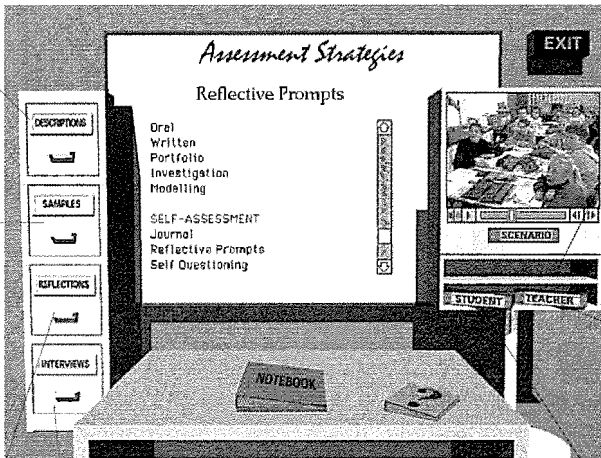 Assessment Strategies
EXIT
Reflective Prompts
DESCRIPTIONS
Oral
Written
Portfolio
Investigation
Modelling
SAMPLES
SELF-ASSESSMENT
Journal
Reflective Prompts
Self Questioning
SCENARIO
REFLECTIONS
STUDENT
TEACHER
INTERVIEWS
NOTEBOOK
?